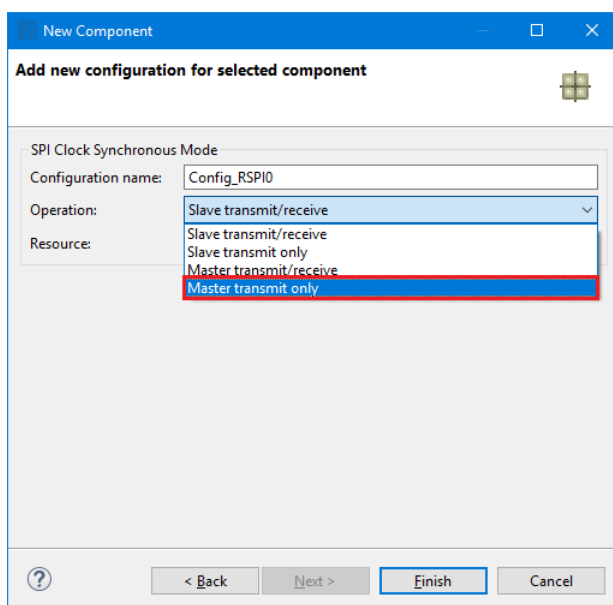 New Component
Add new configuration for selected component
SPI Clock Synchronous Mode
Configuration name: Config_RSPI0
Operation: Slave transmit/receive
Resource: Slave transmit/receive
Slave transmit only
Master transmit/receive
Master transmit only
? < Back Next > Finish Cancel